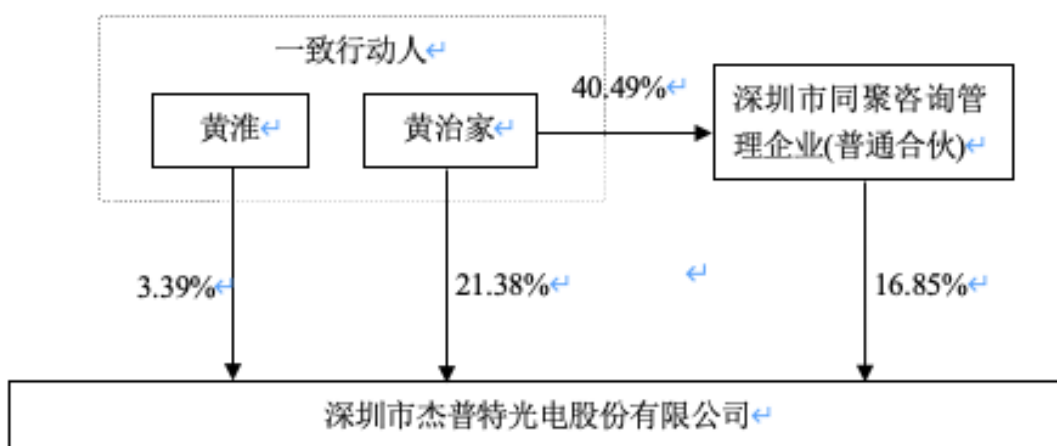 一致行动人
40.49%
深圳市同聚咨询管
理企业(普通合伙)
黄淮
黄治家
3.39%
21.38%
16.85%
深圳市杰普特光电股份有限公司